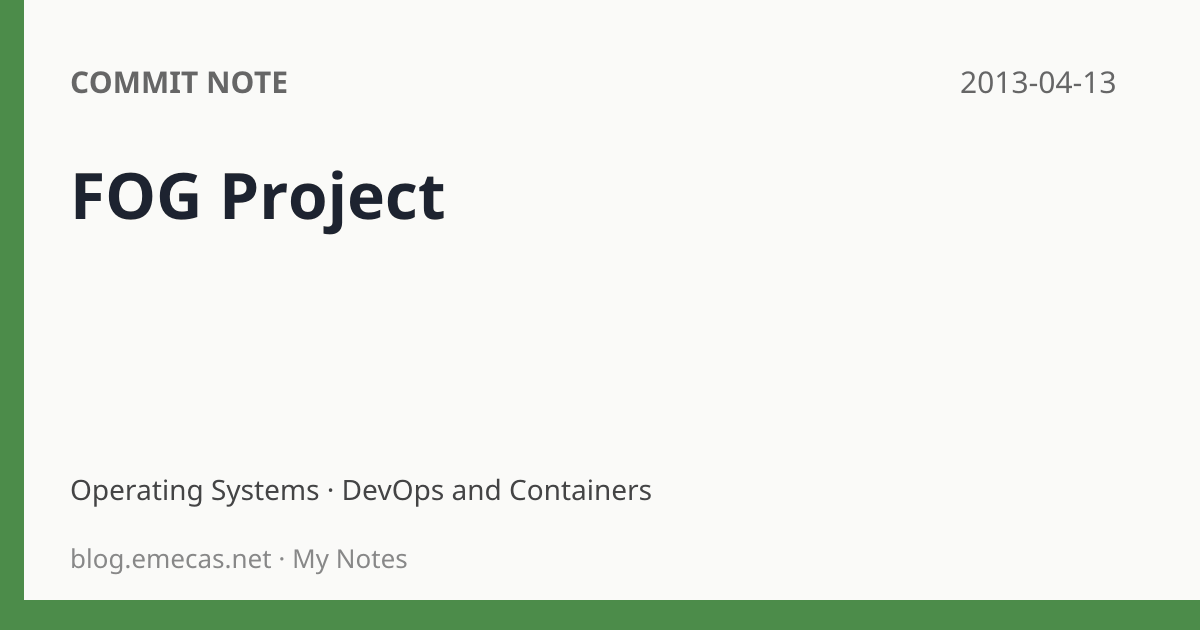 COMMIT NOTE
2013-04-13
FOG Project
Operating Systems · DevOps and Containers
blog.emecas.net · My Notes